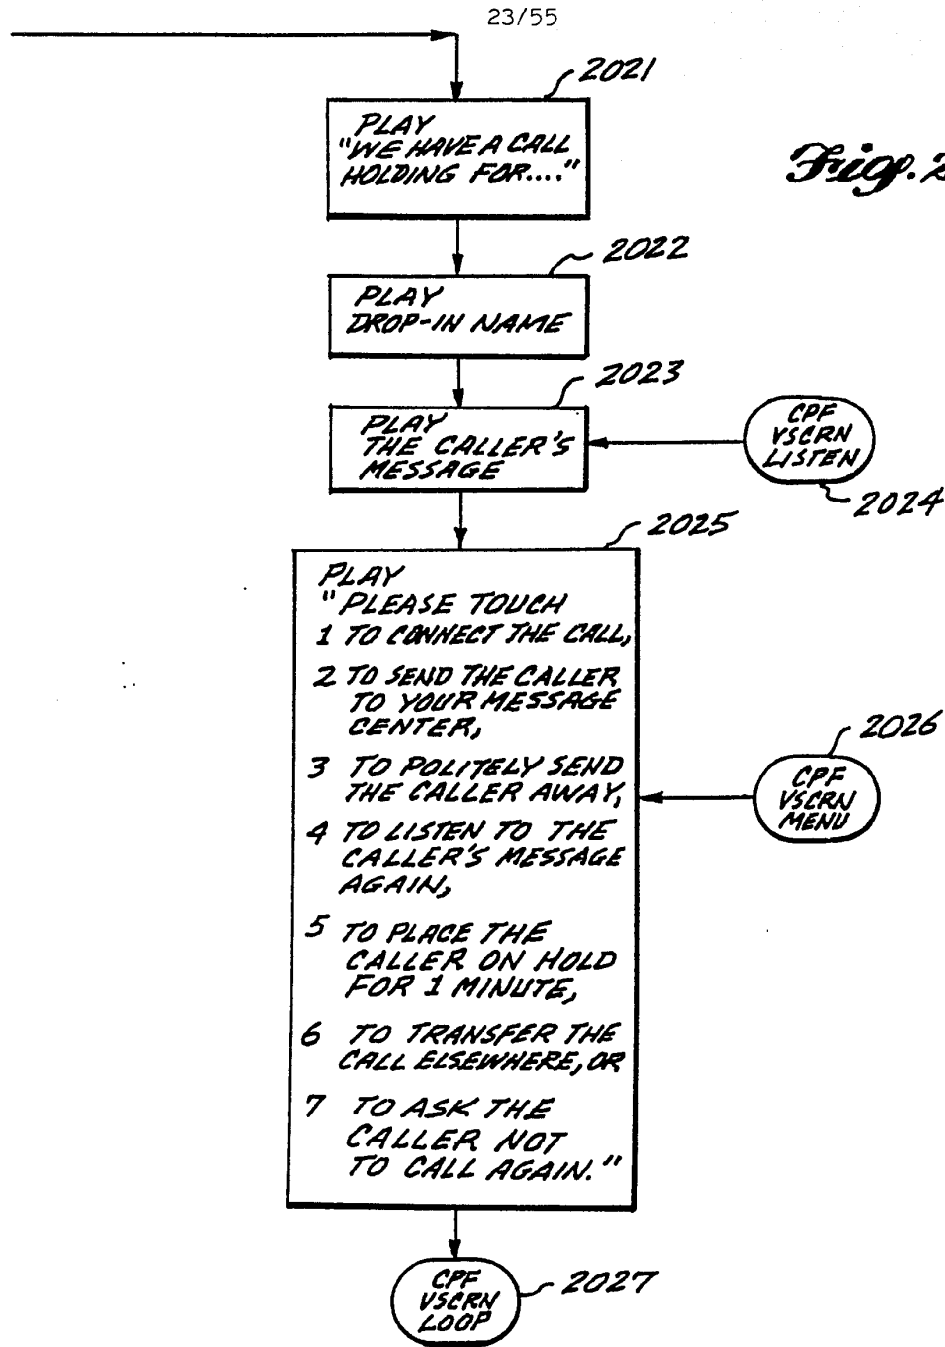 23/55
2021
PLAY
"WE HAVE A CALL
HOLDING FOR...."
Fig. 2
2022
PLAY
DROP-IN NAME
2023
PLAY
THE CALLER'S
MESSAGE
CPF
VSCRN
LISTEN
2024
2025
PLAY
"PLEASE TOUCH
1 TO CONNECT THE CALL,
2 TO SEND THE CALLER
TO YOUR MESSAGE
CENTER,
3 TO POLITELY SEND
THE CALLER AWAY,
4 TO LISTEN TO THE
CALLER'S MESSAGE
AGAIN,
5 TO PLACE THE
CALLER ON HOLD
FOR 1 MINUTE,
6 TO TRANSFER THE
CALL ELSEWHERE, OR
7 TO ASK THE
CALLER NOT
TO CALL AGAIN."
2026
CPF
VSCRN
MENU
CPF
VSCRN
LOOP
2027